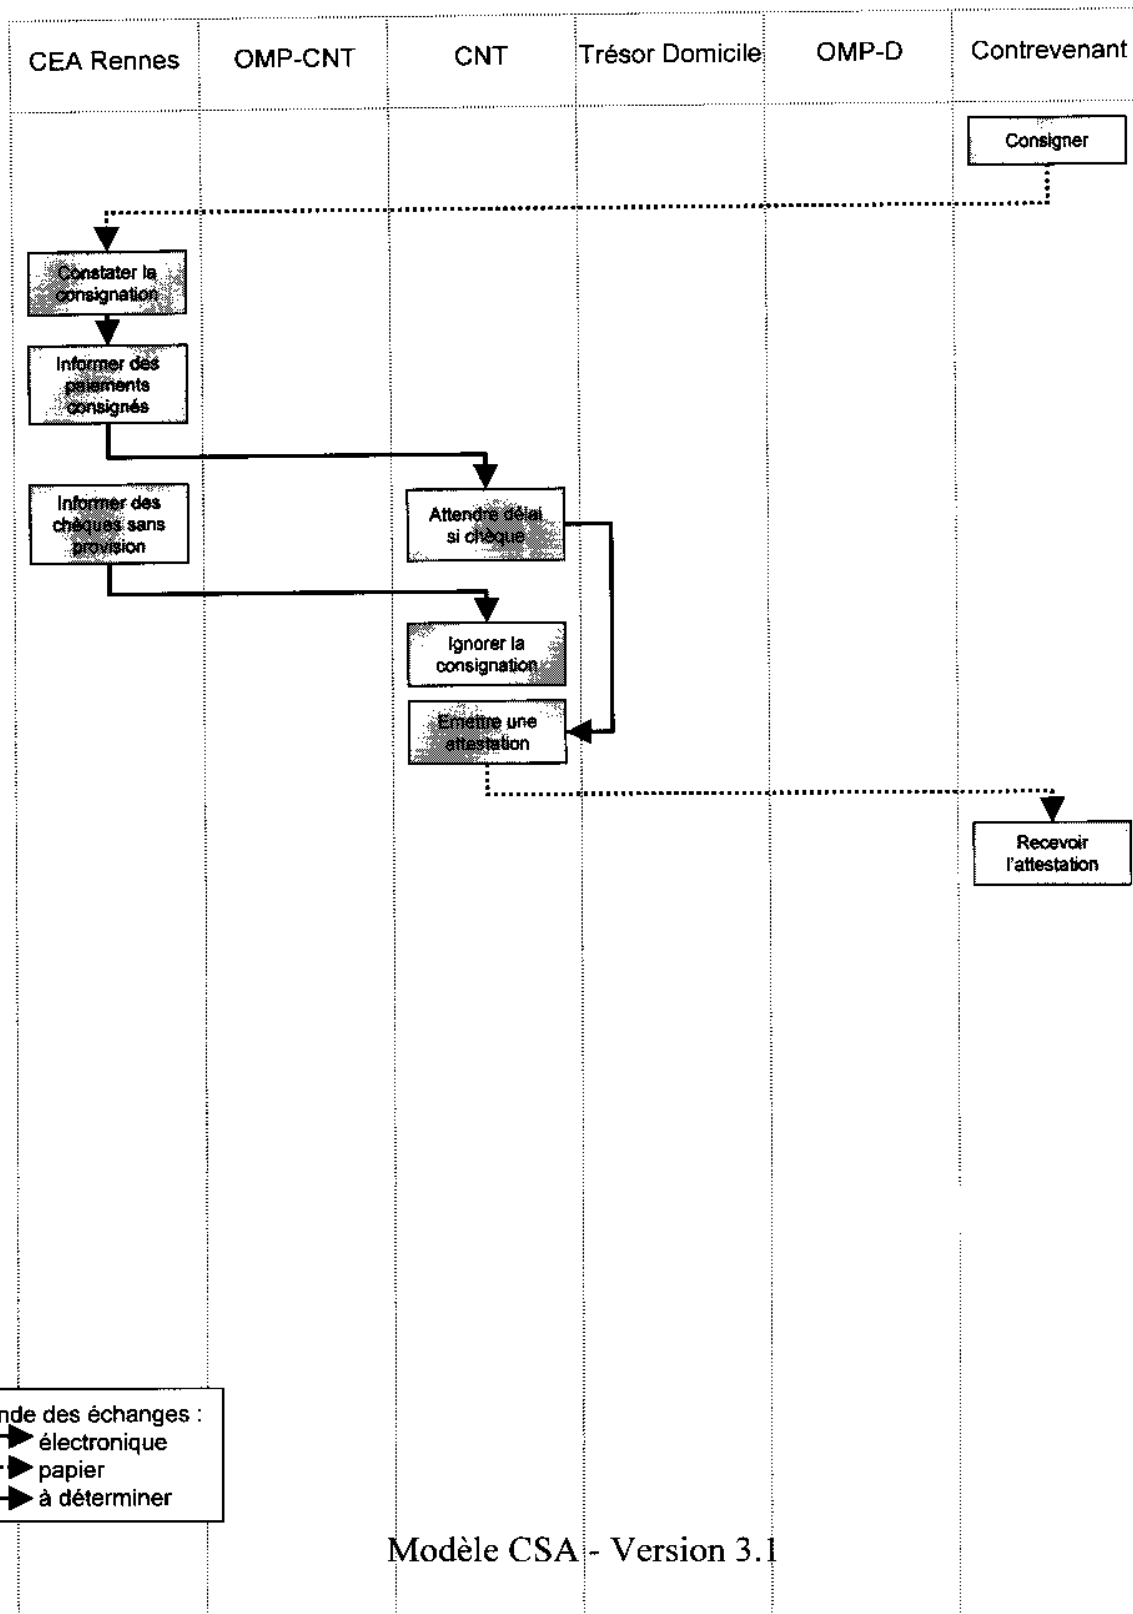 CEA Rennes
OMP-CNT
CNT
Trésor Domicile
OMP-D
Contrevenant
Consigner
Constater la
consignation
Informer des
paiements
consignés
Informer des
chèques sans
provision
Attendre délai
si chèque
Ignorer la
consignation
Emettre une
attestation
Recevoir
l'attestation
nde des échanges :
électronique
papier
à déterminer
Modèle CSA - Version 3.1